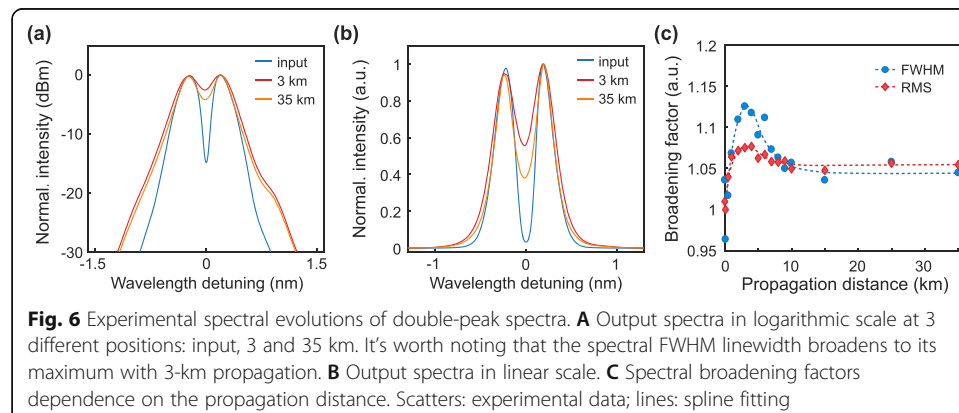 (a)
(b)
(c)
Normal. intensity (dBm)
0
-10
-20
-30
-1.5
0
1.5
Wavelength detuning (nm)
input
3 km
35 km
Normal. intensity (a.u.)
1
0.8
0.6
0.4
0.2
0
-1
0
1
Wavelength detuning (nm)
input
3 km
35 km
Broadening factor (a.u.)
1.2
1.15
1.1
1.05
1
0.95
0
10
20
30
Propagation distance (km)
FWHM
RMS
Fig. 6 Experimental spectral evolutions of double-peak spectra. A Output spectra in logarithmic scale at 3
different positions: input, 3 and 35 km. It's worth noting that the spectral FWHM linewidth broadens to its
maximum with 3-km propagation. B Output spectra in linear scale. C Spectral broadening factors
dependence on the propagation distance. Scatters: experimental data; lines: spline fitting